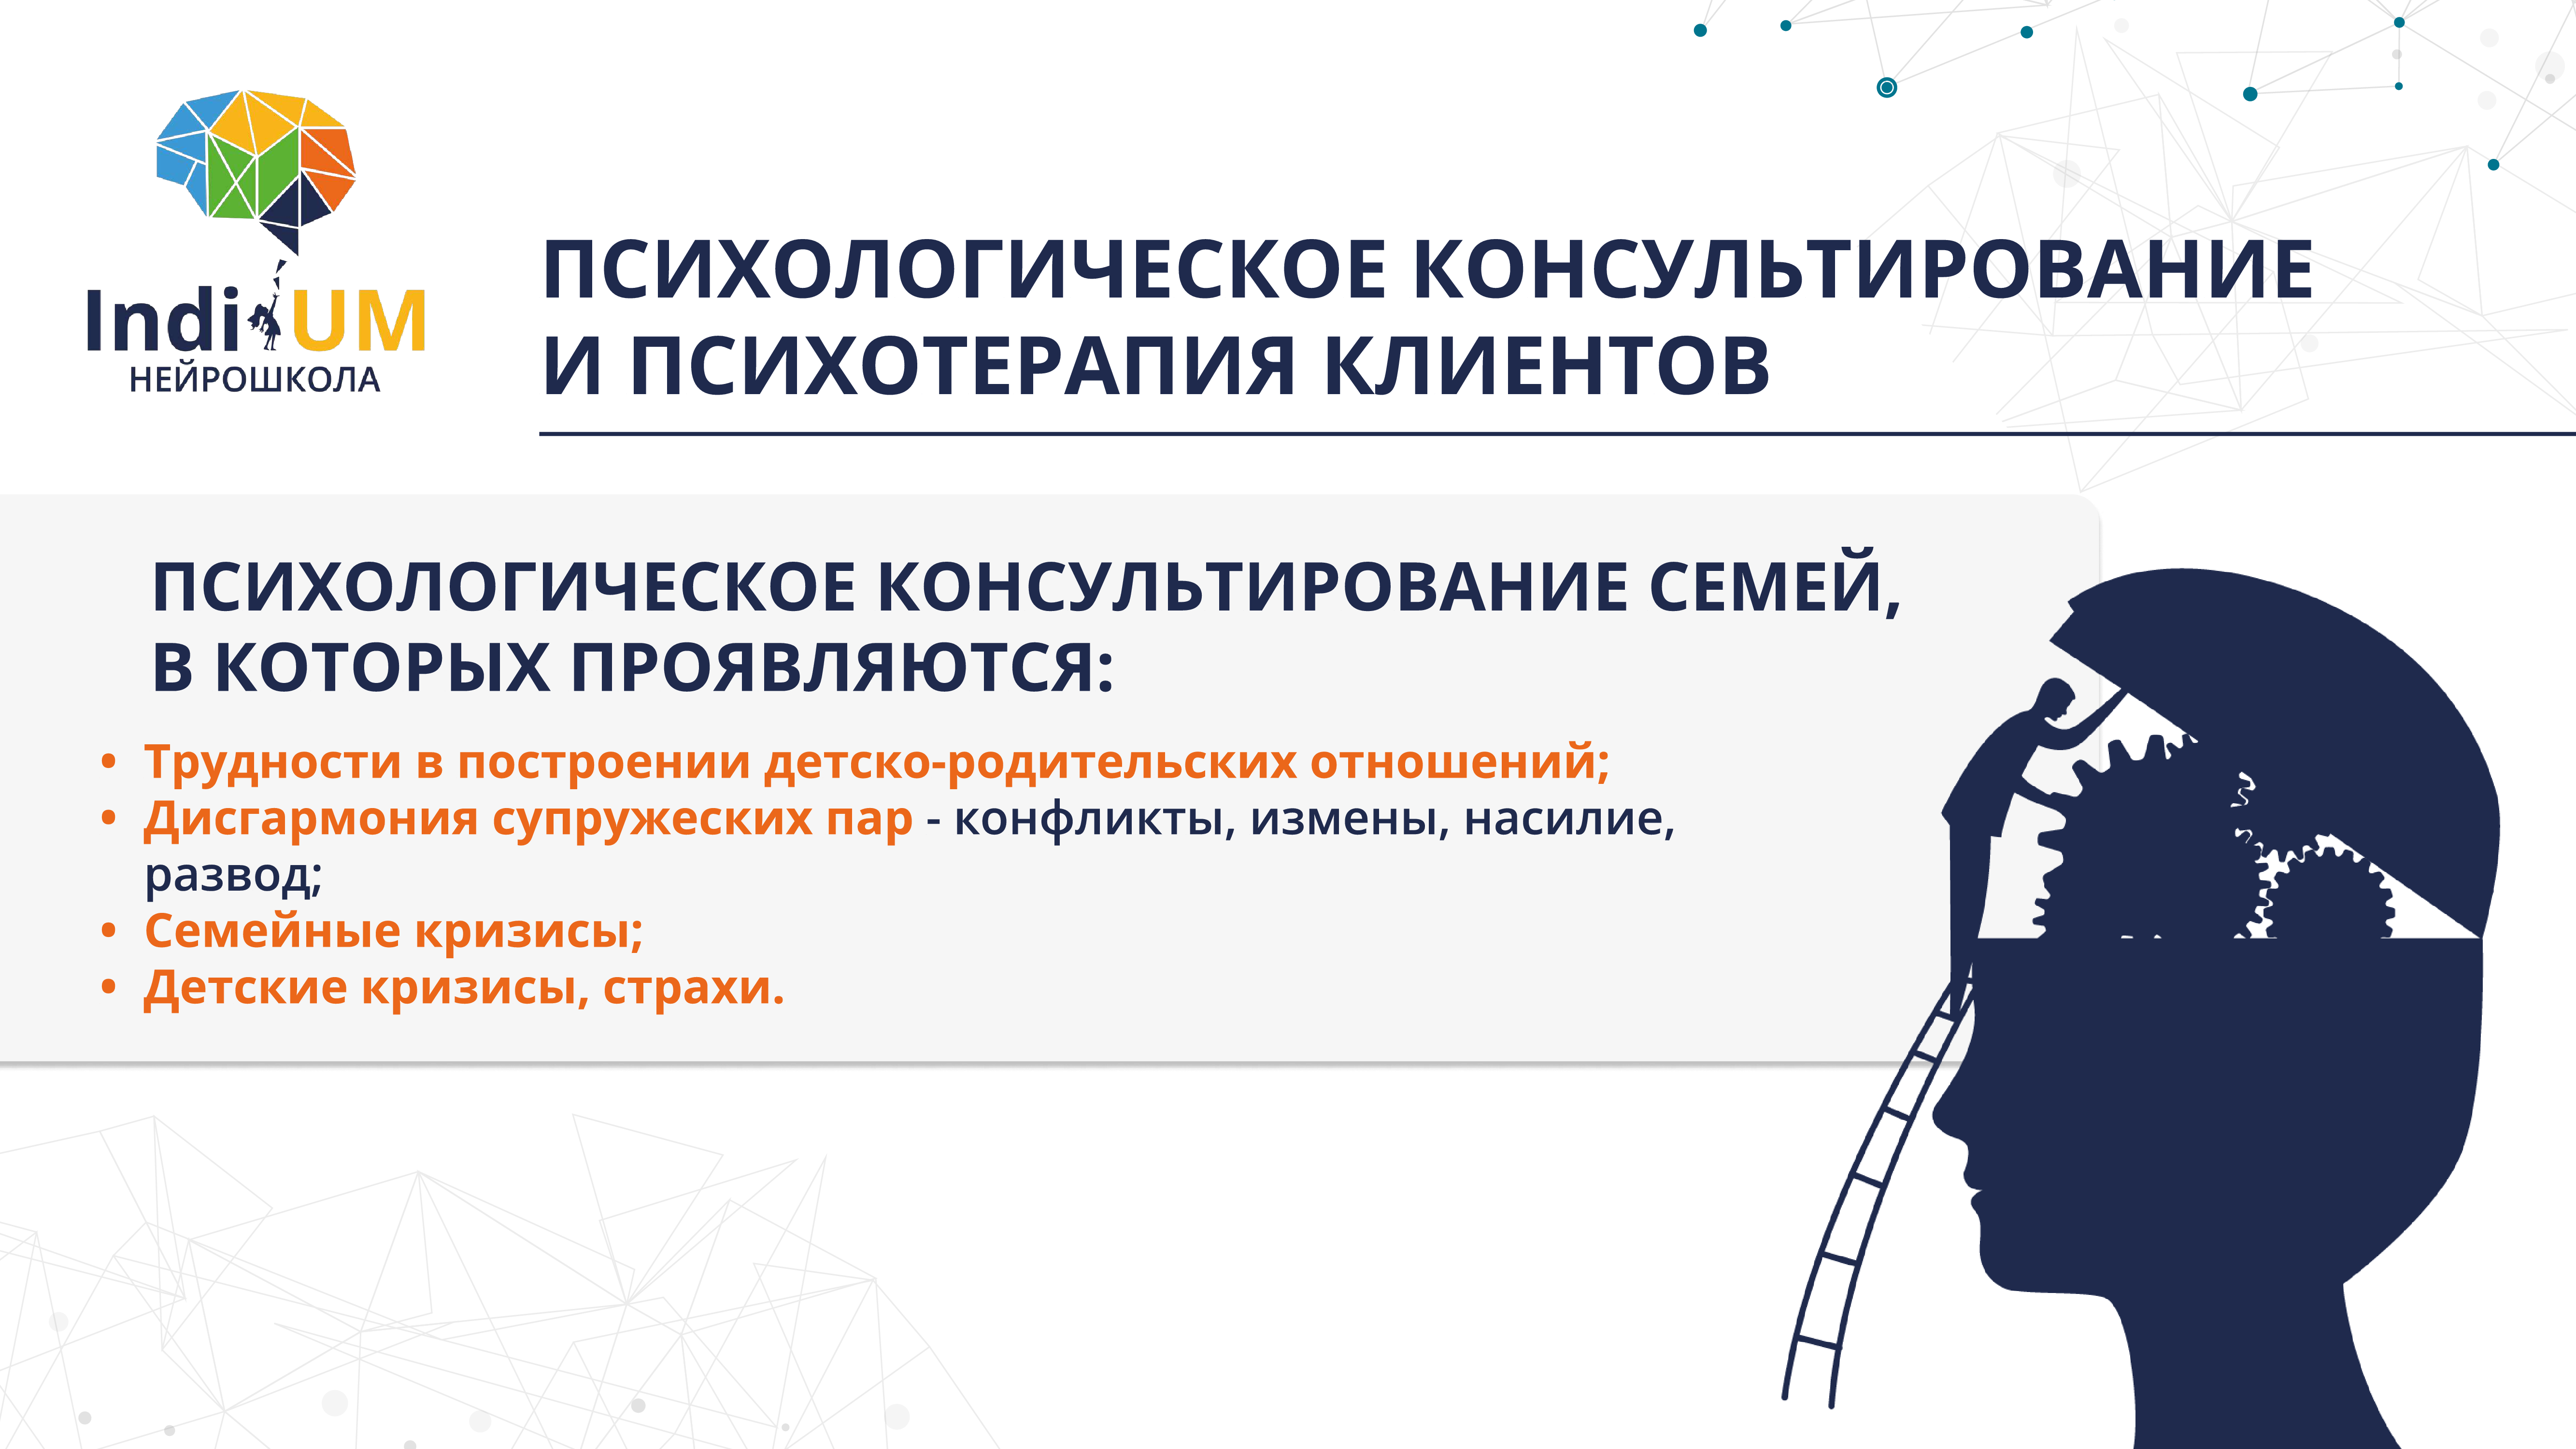 IndiUM
НЕЙРОШКОЛА
ПСИХОЛОГИЧЕСКОЕ КОНСУЛЬТИРОВАНИЕ
И ПСИХОТЕРАПИЯ КЛИЕНТОВ
ПСИХОЛОГИЧЕСКОЕ КОНСУЛЬТИРОВАНИЕ СЕМЕЙ,
В КОТОРЫХ ПРОЯВЛЯЮТСЯ:
• Трудности в построении детско-родительских отношений;
• Дисгармония супружеских пар - конфликты, измены, насилие,
развод;
• Семейные кризисы;
• Детские кризисы, страхи.